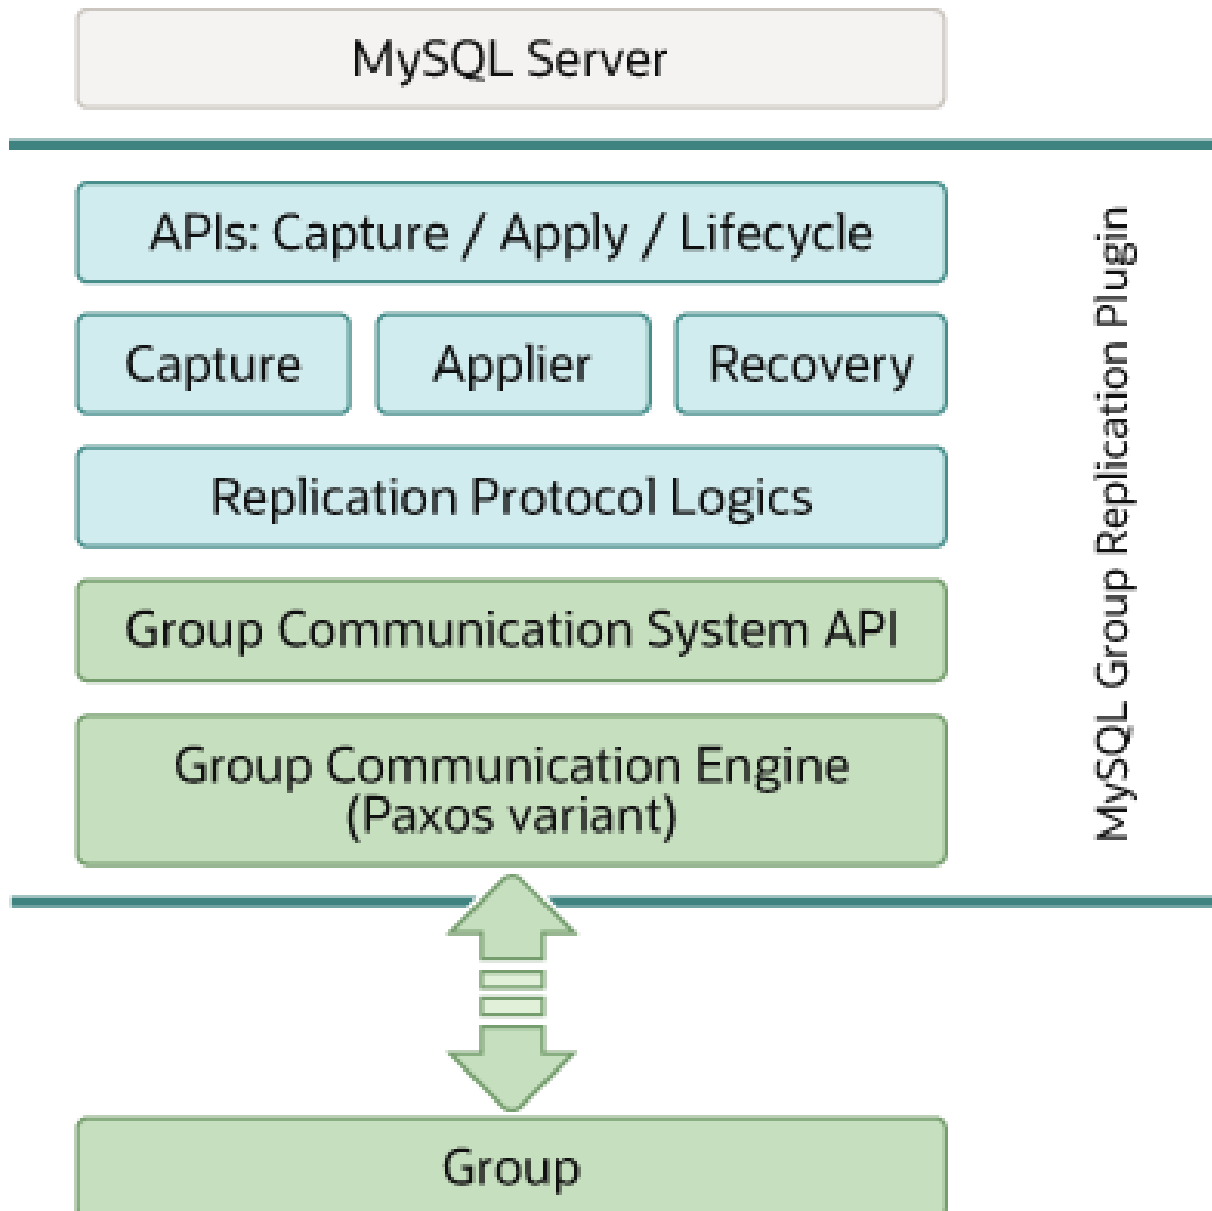 MySQL Server
APIs: Capture / Apply / Lifecycle
Capture
Applier
Recovery
Replication Protocol Logics
Group Communication System API
Group Communication Engine
(Paxos variant)
MySQL Group Replication Plugin
Group